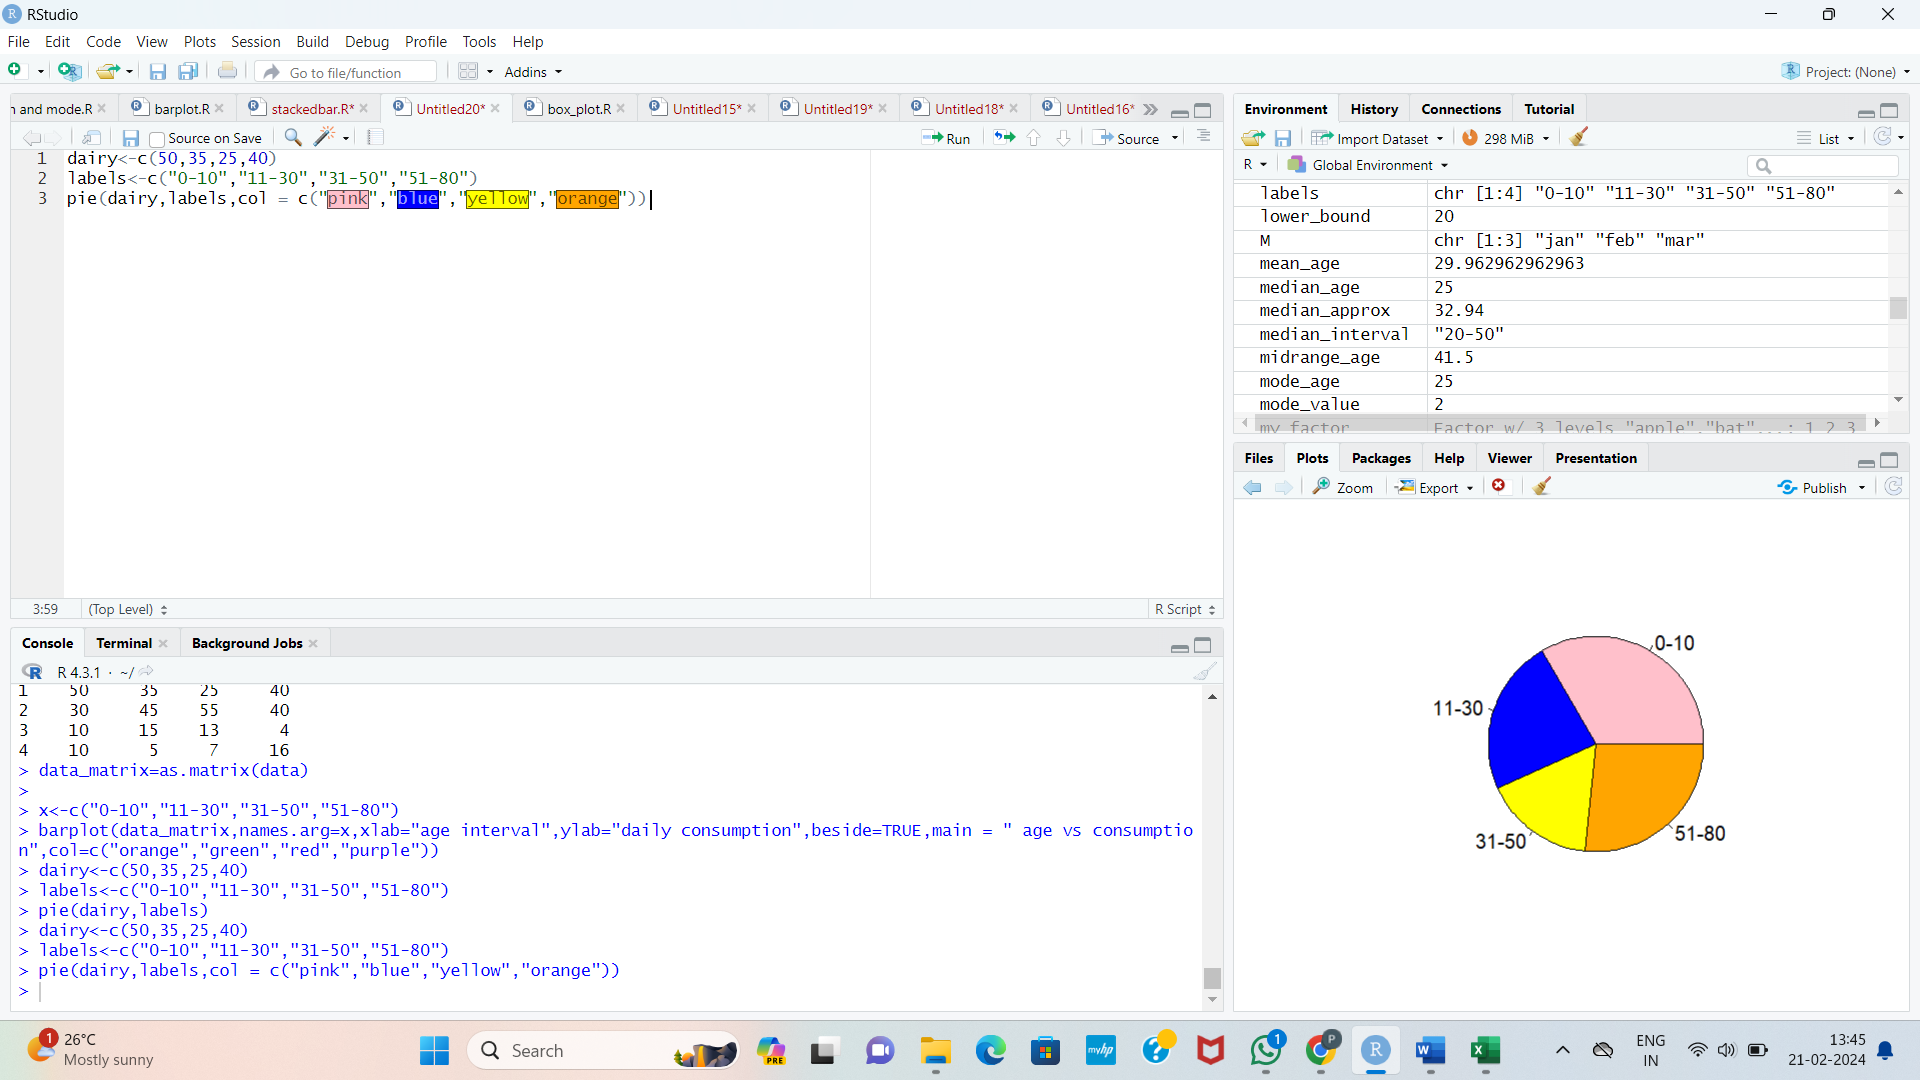 RStudio
File Edit Code View Plots Session Build Debug Profile Tools Help
Go to file/function Addins Project: (None)
n and mode.R barplot.R stackedbar.R* Untitled20* box_plot.R Untitled15* Untitled19* Untitled18* Untitled16*
Source on Save Run Source
1 dairy<-c(50,35,25,40)
2 labels<-c("0-10","11-30","31-50","51-80")
3 pie(dairy,labels,col = c("pink","blue","yellow","orange"))
3:59 (Top Level) R Script
Console Terminal Background Jobs
R 4.3.1 · ~/
1 50 35 25 40
2 30 45 55 40
3 10 15 13 4
4 10 5 7 16
> data_matrix=as.matrix(data)
>
> x<-c("0-10","11-30","31-50","51-80")
> barplot(data_matrix,names.arg=x,xlab="age interval",ylab="daily consumption",beside=TRUE,main = " age vs consumptio
n",col=c("orange","green","red","purple"))
> dairy<-c(50,35,25,40)
> labels<-c("0-10","11-30","31-50","51-80")
> pie(dairy,labels)
> dairy<-c(50,35,25,40)
> labels<-c("0-10","11-30","31-50","51-80")
> pie(dairy,labels,col = c("pink","blue","yellow","orange"))
>
Environment History Connections Tutorial
Import Dataset 298 MiB List
R Global Environment
labels chr [1:4] "0-10" "11-30" "31-50" "51-80"
lower_bound 20
M chr [1:3] "jan" "feb" "mar"
mean_age 29.962962962963
median_age 25
median_approx 32.94
median_interval "20-50"
midrange_age 41.5
mode_age 25
mode_value 2
my_factor Factor w/ 3 levels "apple","bat",..: 1 2 3
Files Plots Packages Help Viewer Presentation
Zoom Export Publish
0-10
11-30
31-50
51-80
1 26°C
Mostly sunny
Search
PRE
myhp
1
P
R
W
X
ENG
IN
13:45
21-02-2024